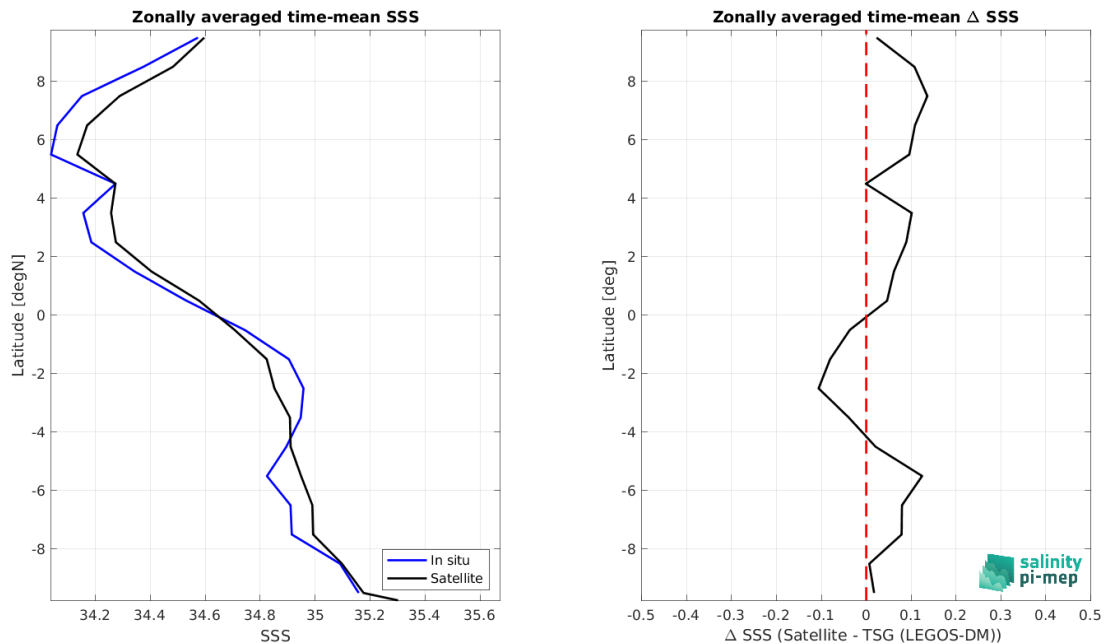 Zonally averaged time-mean SSS
Latitude [degN]
8
6
4
2
0
-2
-4
-6
-8
34.2 34.4 34.6 34.8 35 35.2 35.4 35.6
SSS
In situ
Satellite
Zonally averaged time-mean Δ SSS
Latitude [deg]
8
6
4
2
0
-2
-4
-6
-8
-0.5 -0.4 -0.3 -0.2 -0.1 0 0.1 0.2 0.3 0.4 0.5
Δ SSS (Satellite - TSG (LEGOS-DM))
salinity
pi-mep